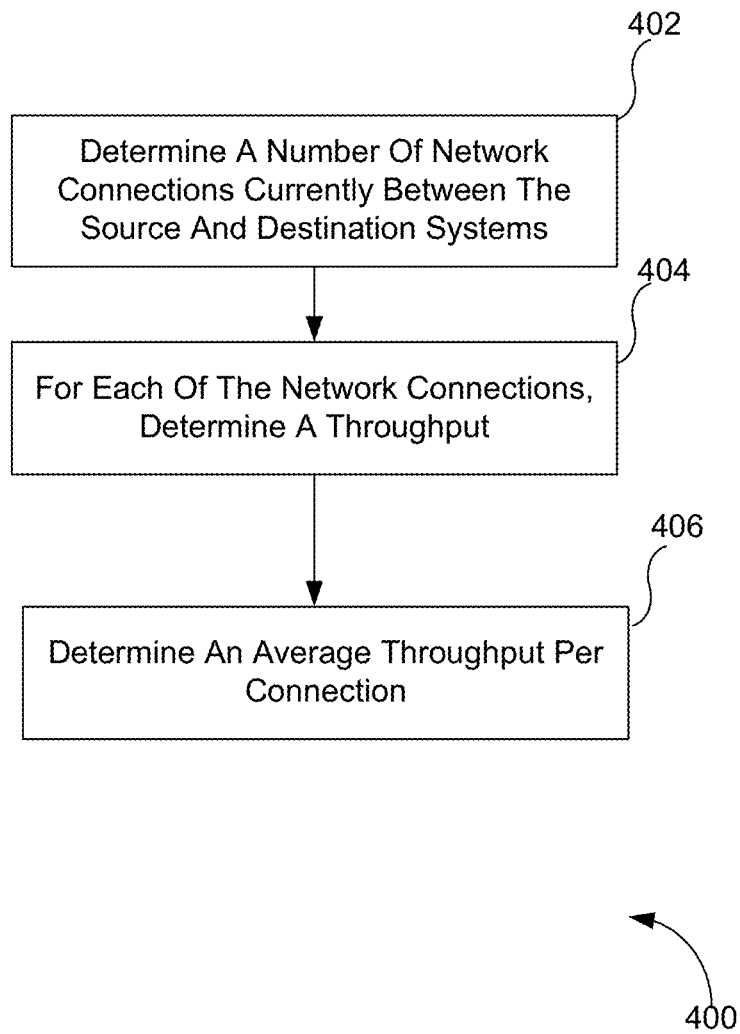 402
Determine A Number Of Network
Connections Currently Between The
Source And Destination Systems
404
For Each Of The Network Connections,
Determine A Throughput
406
Determine An Average Throughput Per
Connection
400